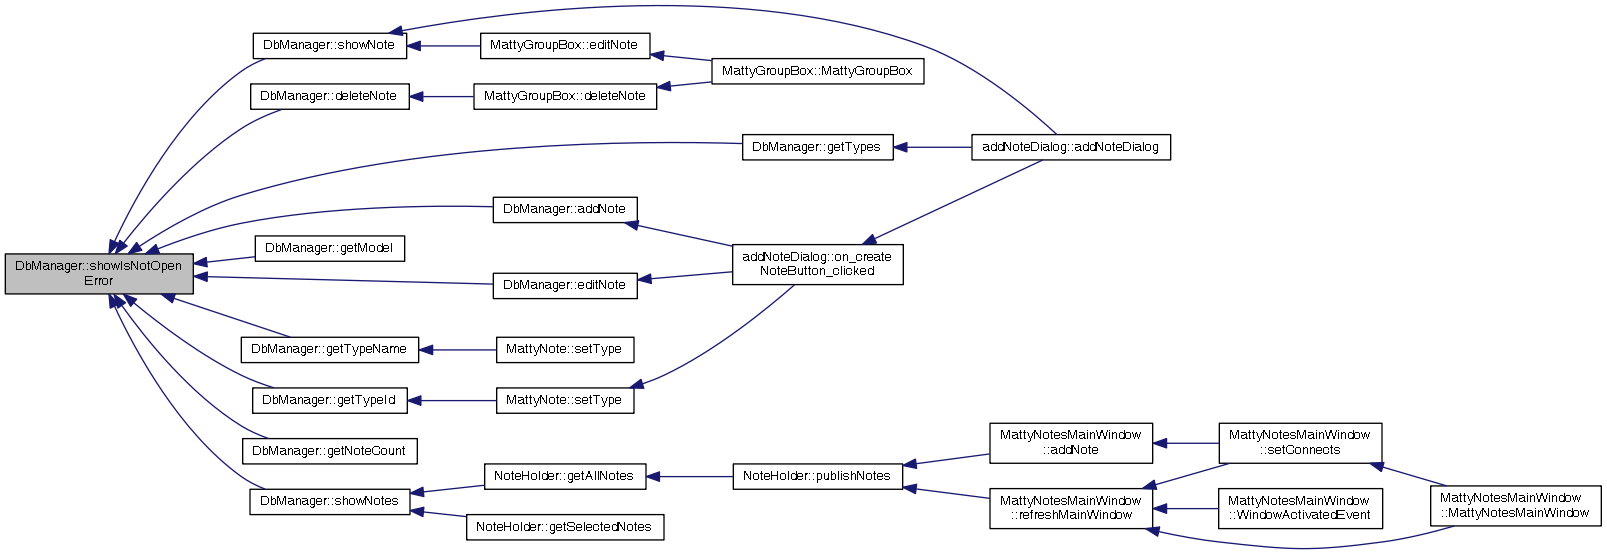 DbManager::showNote
MattyGroupBox::editNote
MattyGroupBox::MattyGroupBox
DbManager::deleteNote
MattyGroupBox::deleteNote
DbManager::getTypes
addNoteDialog::addNoteDialog
DbManager::addNote
DbManager::getModel
addNoteDialog::on_create
NoteButton_clicked
DbManager::showIsNotOpen
Error
DbManager::editNote
DbManager::getTypeName
MattyNote::setType
DbManager::getTypeId
MattyNote::setType
DbManager::getNoteCount
MattyNotesMainWindow
::addNote
MattyNotesMainWindow
::setConnects
NoteHolder::getAllNotes
NoteHolder::publishNotes
DbManager::showNotes
NoteHolder::getSelectedNotes
MattyNotesMainWindow
::refreshMainWindow
MattyNotesMainWindow
::WindowActivatedEvent
MattyNotesMainWindow
::MattyNotesMainWindow